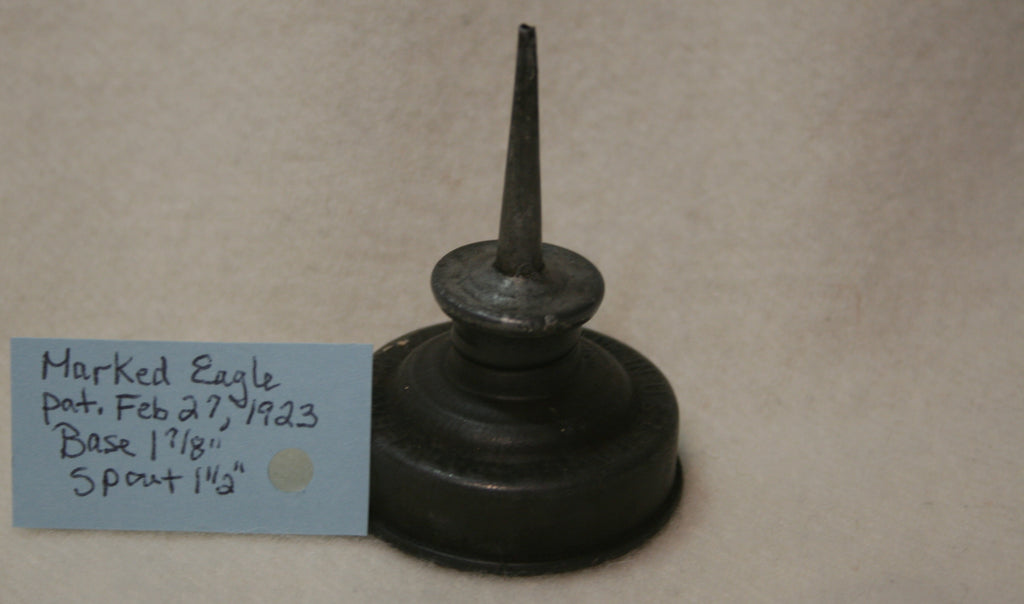 Marked Eagle
Pat. Feb 27, 1923
Base 1 7/8"
Spout 1 1/2"